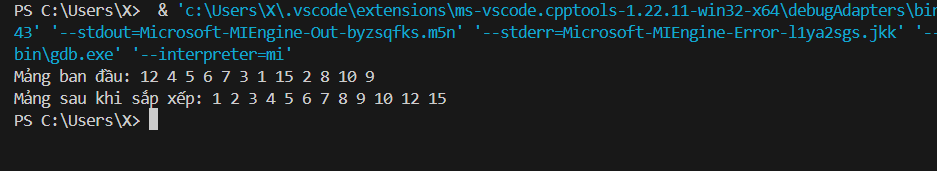 PS C:\Users\X>  & 'c:\Users\X\.vscode\extensions\ms-vscode.cpptools-1.22.11-win32-x64\debugAdapters\bin
43' '--stdout=Microsoft-MIEngine-Out-byzsqfks.m5n' '--stderr=Microsoft-MIEngine-Error-l1ya2sgs.jkk' '--
bin\gdb.exe' '--interpreter=mi'
Mảng ban đầu: 12 4 5 6 7 3 1 15 2 8 10 9
Mảng sau khi sắp xếp: 1 2 3 4 5 6 7 8 9 10 12 15
PS C:\Users\X>